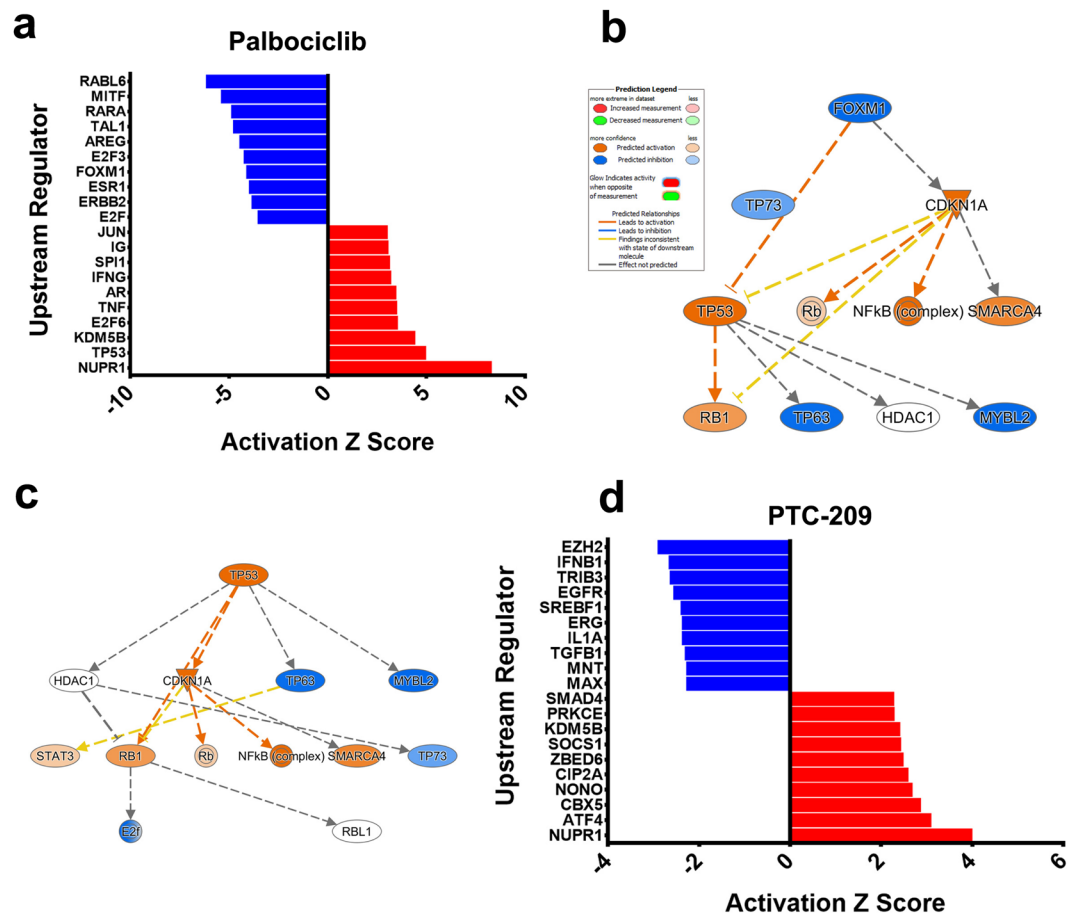 a
Palbociclib
Upstream Regulator
RABL6
MITF
RARA
TAL1
AREG
E2F3
FOXM1
ESR1
ERBB2
E2F
JUN
IG
SPI1
IFNG
AR
TNF
E2F6
KDM5B
TP53
NUPR1
-10 -5 0 5 10
Activation Z Score
b
Prediction Legend
more extreme in dataset less
Increased measurement
Decreased measurement
more confidence less
Predicted activation
Predicted inhibition
Glow Indicates activity
when opposite
of measurement
Predicted Relationships
Leads to activation
Leads to inhibition
Findings inconsistent
with state of downstream
molecule
Effect not predicted
FOXM1
TP73
CDKN1A
TP53
Rb
NFkB (complex)
SMARCA4
RB1
TP63
HDAC1
MYBL2
c
TP53
HDAC1
CDKN1A
TP63
MYBL2
STAT3
RB1
Rb
NFkB (complex)
SMARCA4
TP73
E2f
RBL1
d
PTC-209
Upstream Regulator
EZH2
IFNB1
TRIB3
EGFR
SREBF1
ERG
IL1A
TGFB1
MNT
MAX
SMAD4
PRKCE
KDM5B
SOCS1
ZBED6
CIP2A
NONO
CBX5
ATF4
NUPR1
-4 -2 0 2 4 6
Activation Z Score